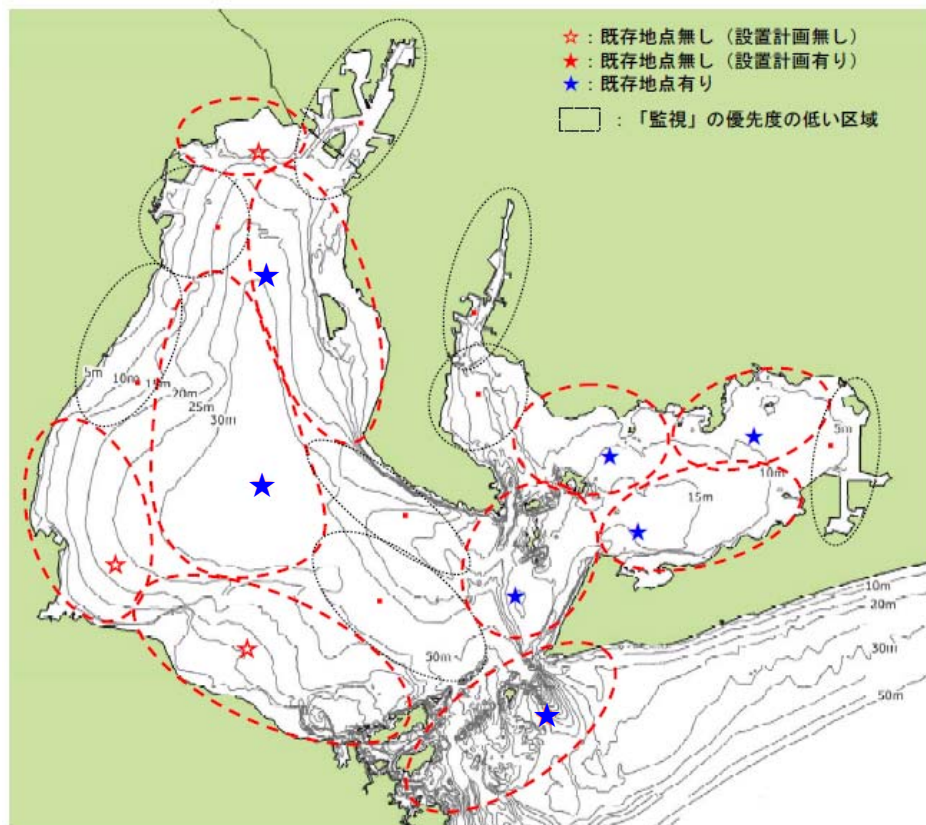 ☆：既存地点無し（設置計画無し）
★：既存地点無し（設置計画有り）
★：既存地点有り
：「監視」の優先度の低い区域
5m
10m
15m
20m
25m
30m
5m
10m
15m
50m
10m
20m
30m
50m